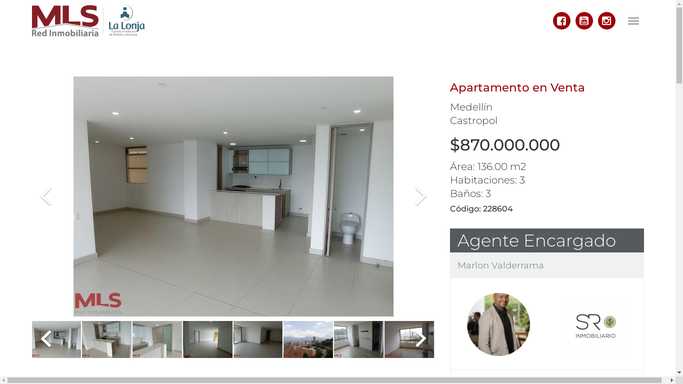 MLS
Red Inmobiliaria
La Lonja
Apartamento en Venta
Medellín
Castropol
$870.000.000
Área: 136.00 m2
Habitaciones: 3
Baños: 3
Código: 228604
MLS
Agente Encargado
Marlon Valderrama
SR
INMOBILIARIO